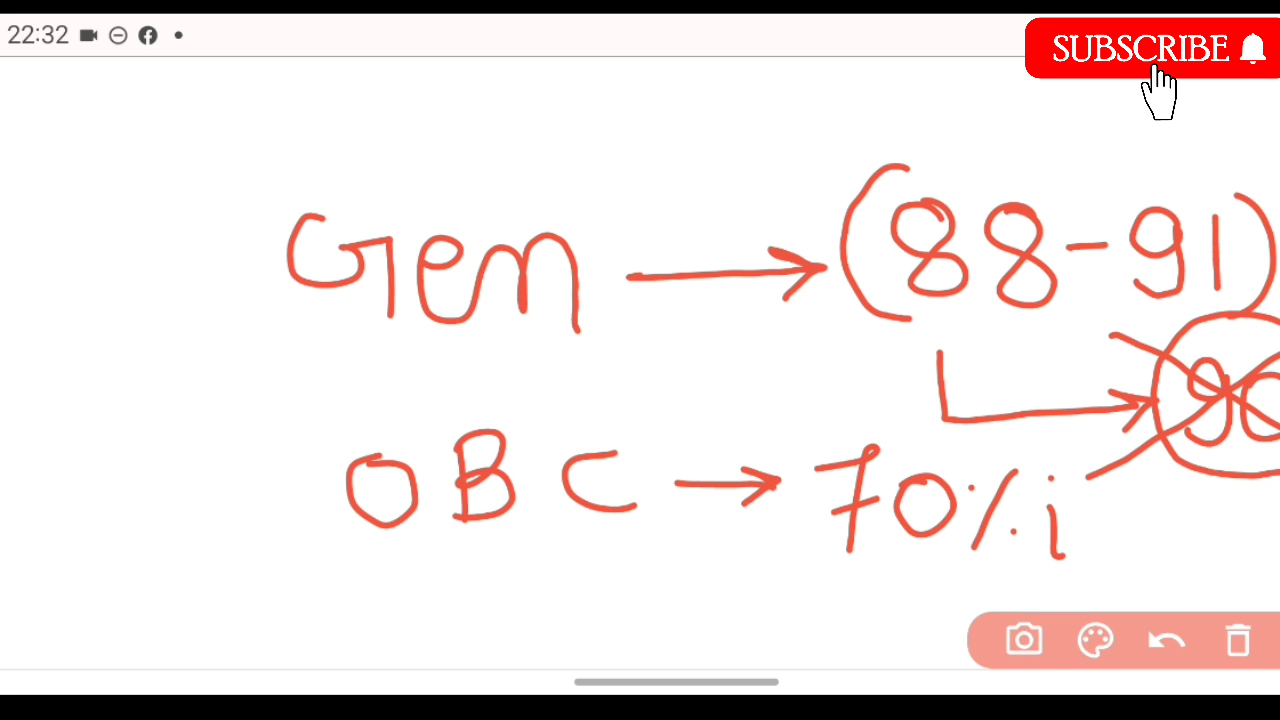 22:32
SUBSCRIBE
Gen → (88-91)
OBC → 70%i